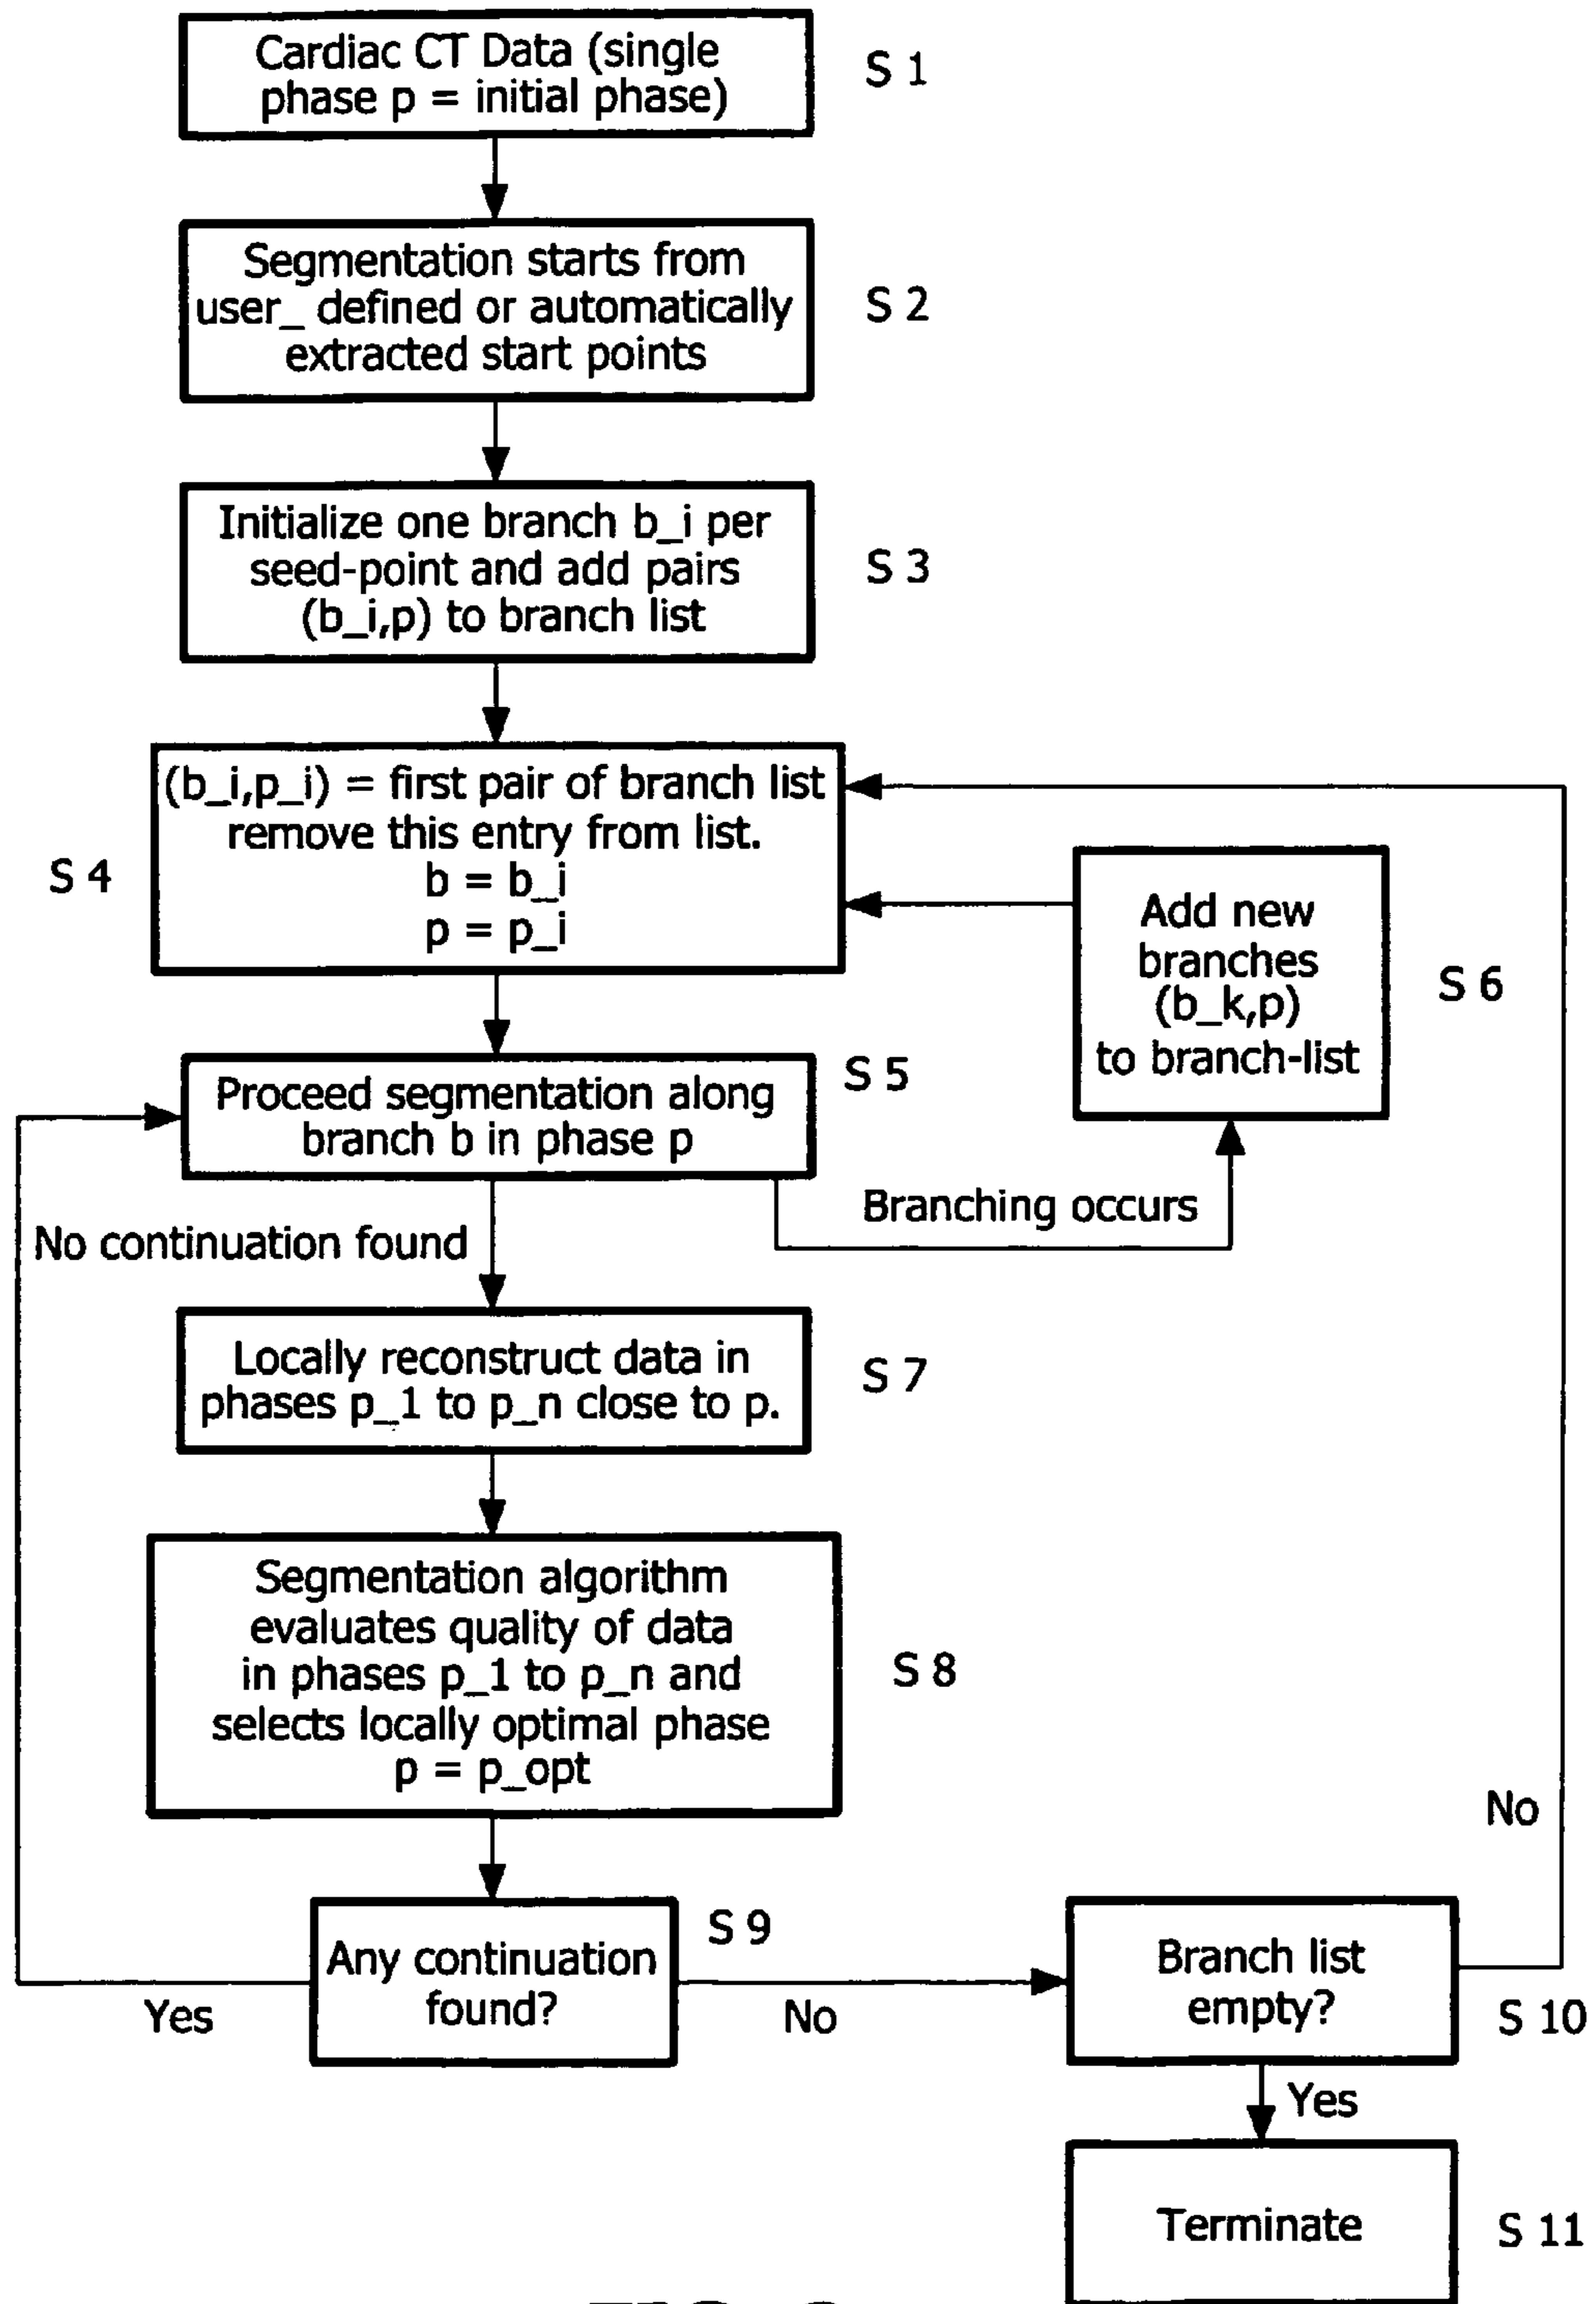 Cardiac CT Data (single
phase p = initial phase)
S 1
Segmentation starts from
user_ defined or automatically
extracted start points
S 2
Initialize one branch b_i per
seed-point and add pairs
(b_i,p) to branch list
S 3
(b_i,p_i) = first pair of branch list
remove this entry from list.
b = b_i
p = p_i
S 4
Add new
branches
(b_k,p)
to branch-list
S 6
Proceed segmentation along
branch b in phase p
S 5
Branching occurs
No continuation found
Locally reconstruct data in
phases p_1 to p_n close to p.
S 7
Segmentation algorithm
evaluates quality of data
in phases p_1 to p_n and
selects locally optimal phase
p = p_opt
S 8
No
Any continuation
found?
S 9
Yes
No
Branch list
empty?
S 10
Yes
Terminate
S 11